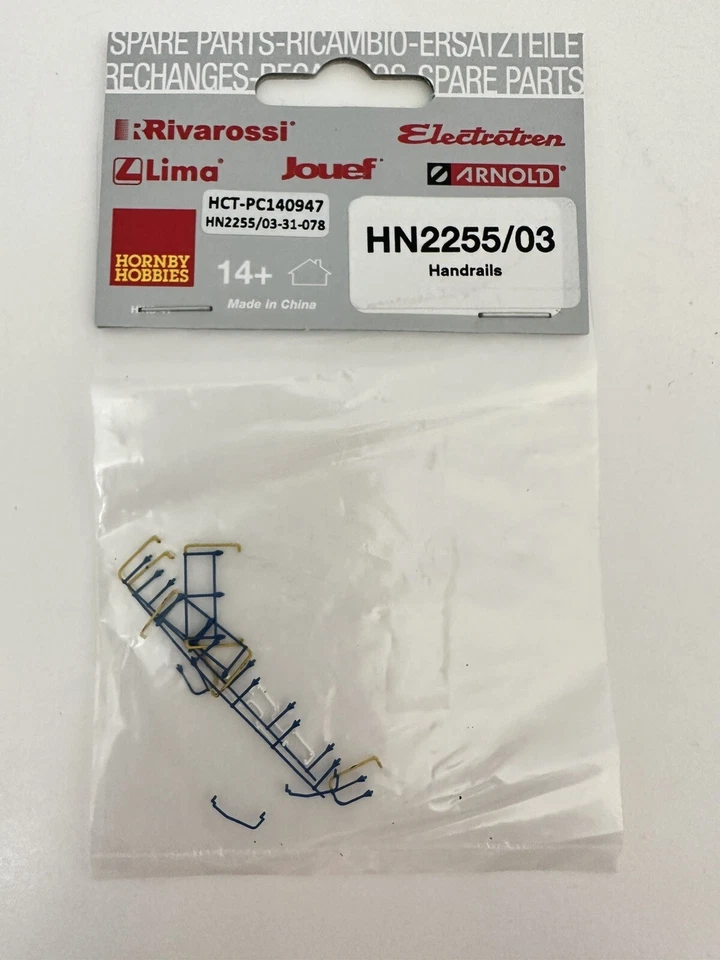 SPARE PARTS-RICAMBIO-ERSATZTEILE
RECHANGES- SPARE PARTS
Rivarossi
Electrotren
Lima
Jouef
ARNOLD
HCT-PC140947
HN2255/03-31-078
HN2255/03
Handrails
HORNBY
HOBBIES
14+
Made in China